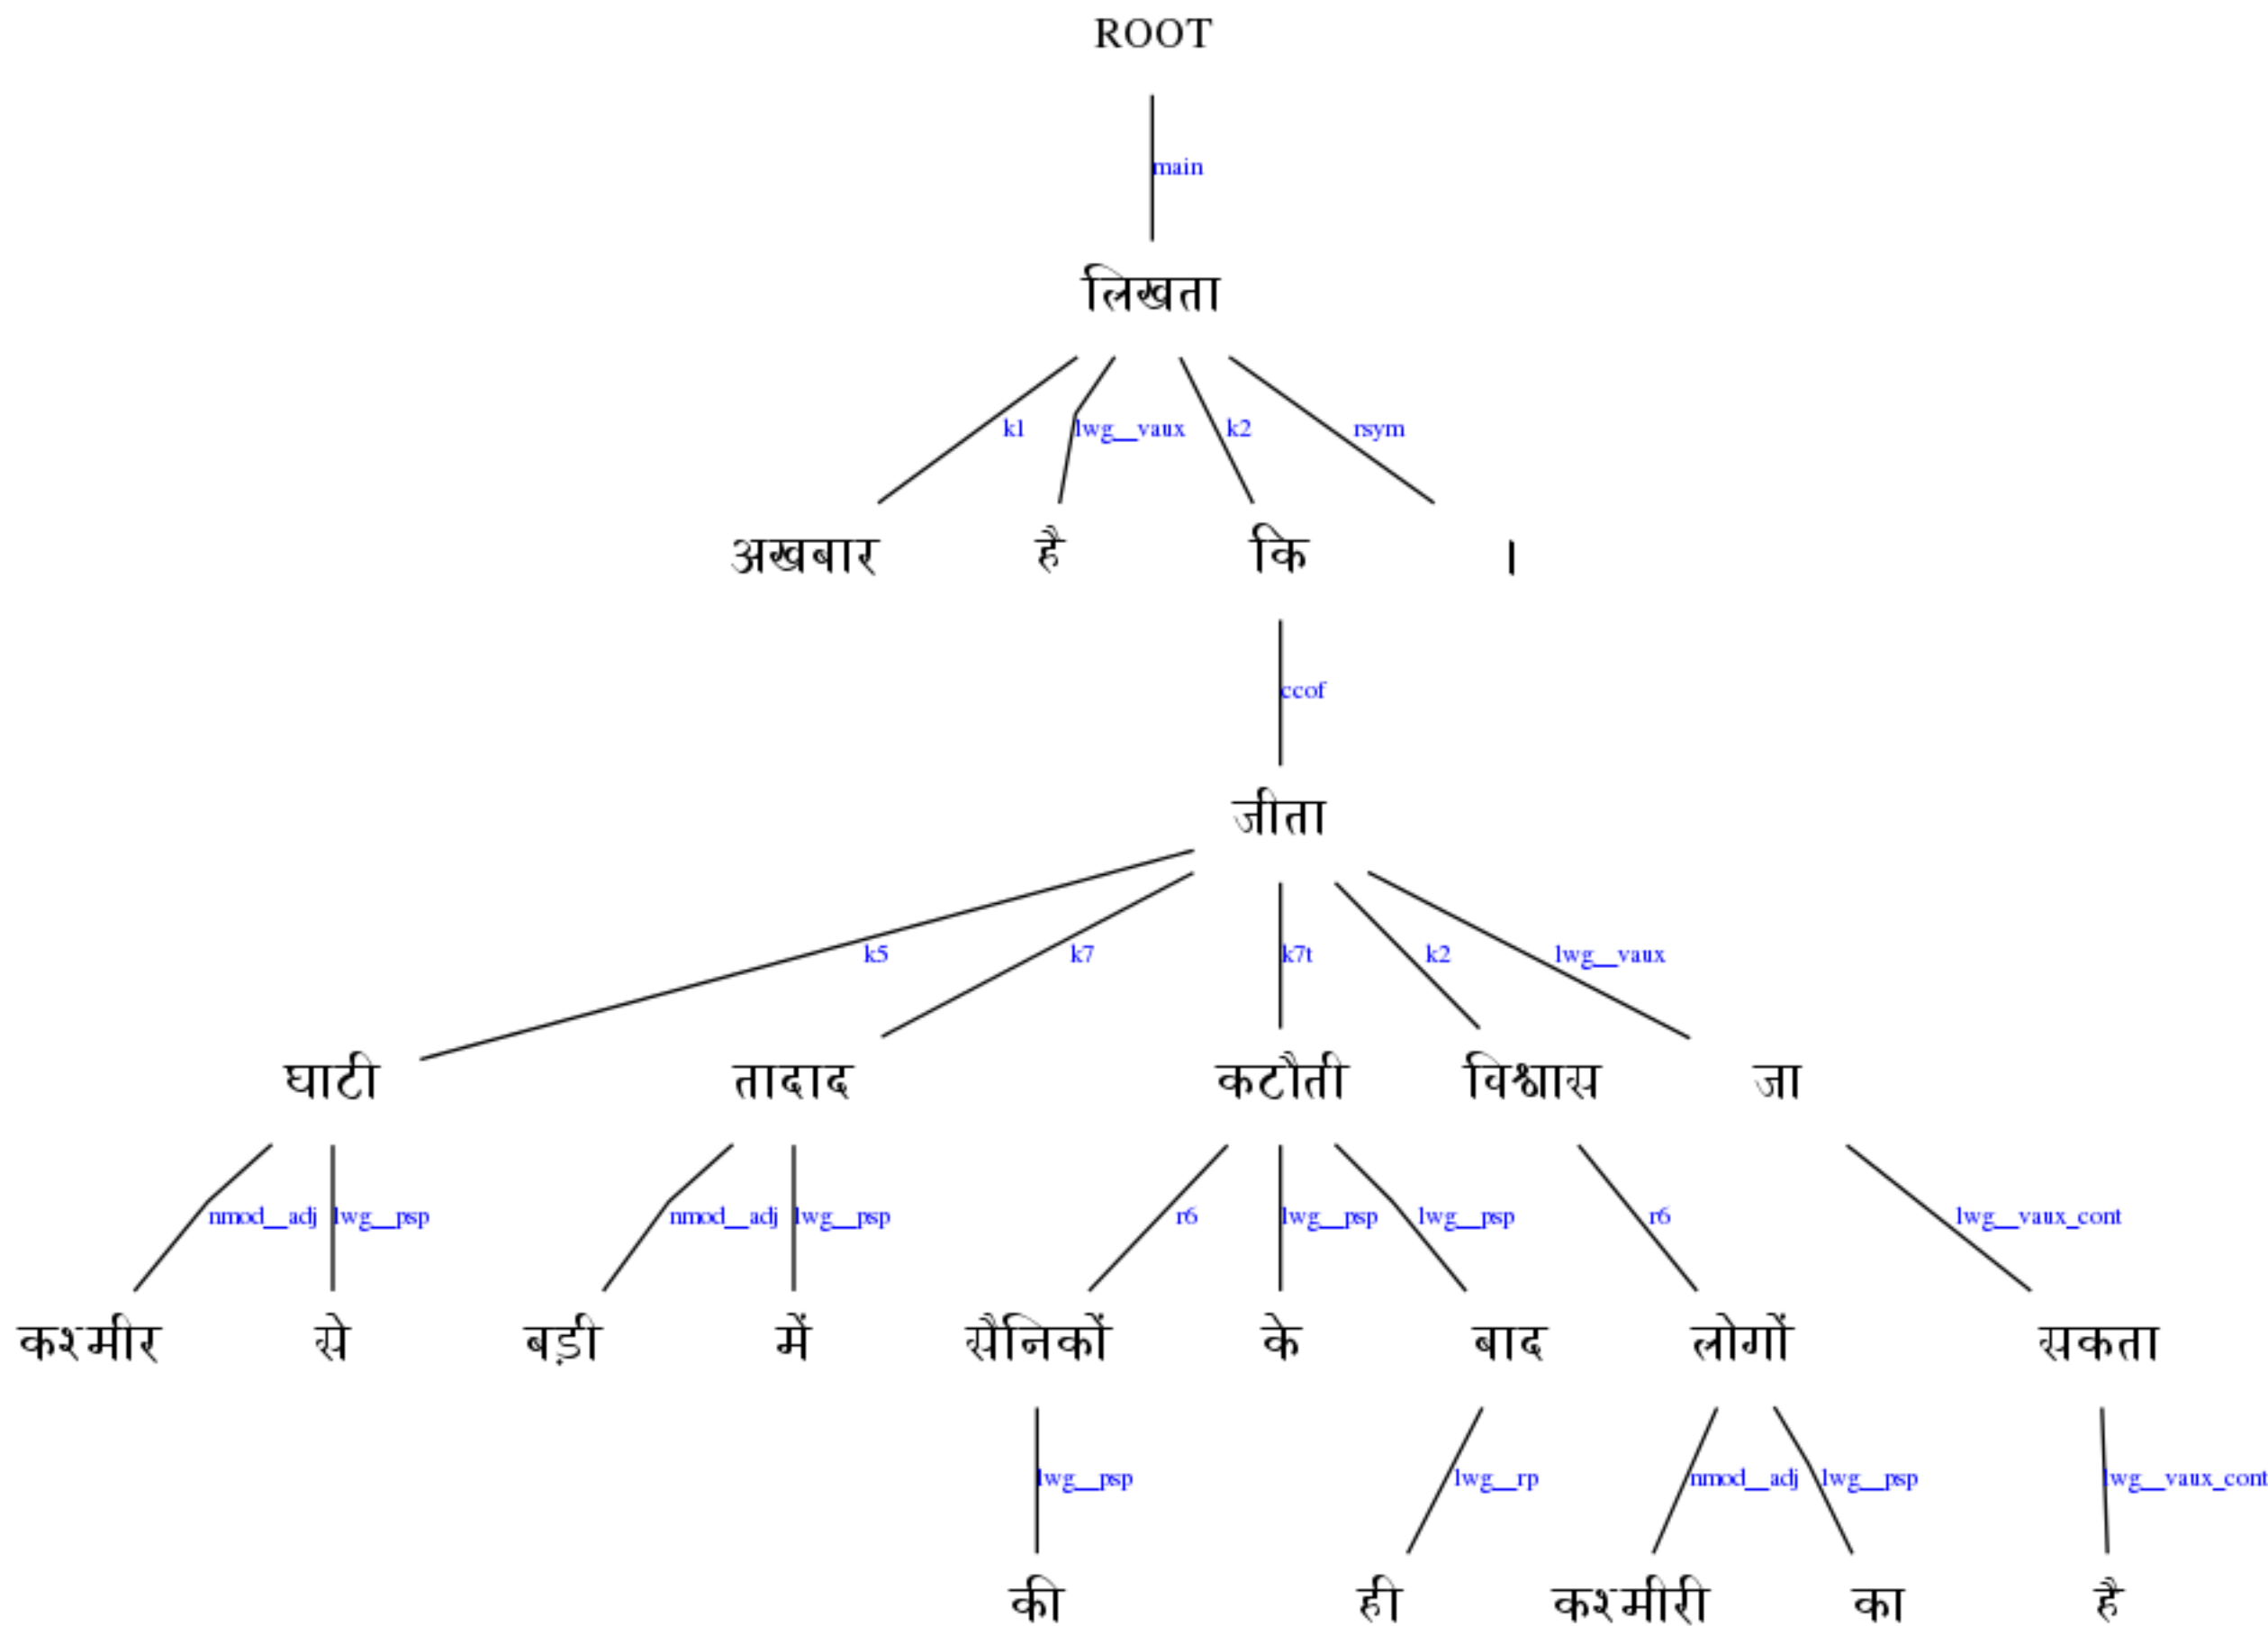 ROOT
main
लिखता
k1 lwg__vaux k2 rsym
अखबार है कि ।
ccof
जीता
k5 k7 k7t k2 lwg__vaux
घाटी तादाद कटौती विश्वास जा
nmod__adj lwg__psp nmod__adj lwg__psp r6 lwg__psp lwg__psp r6 lwg__vaux_cont
कश्मीर से बड़ी में सैनिकों के बाद लोगों सकता
lwg__psp lwg__rp nmod__adj lwg__psp lwg__vaux_cont
की ही कश्मीरी का है